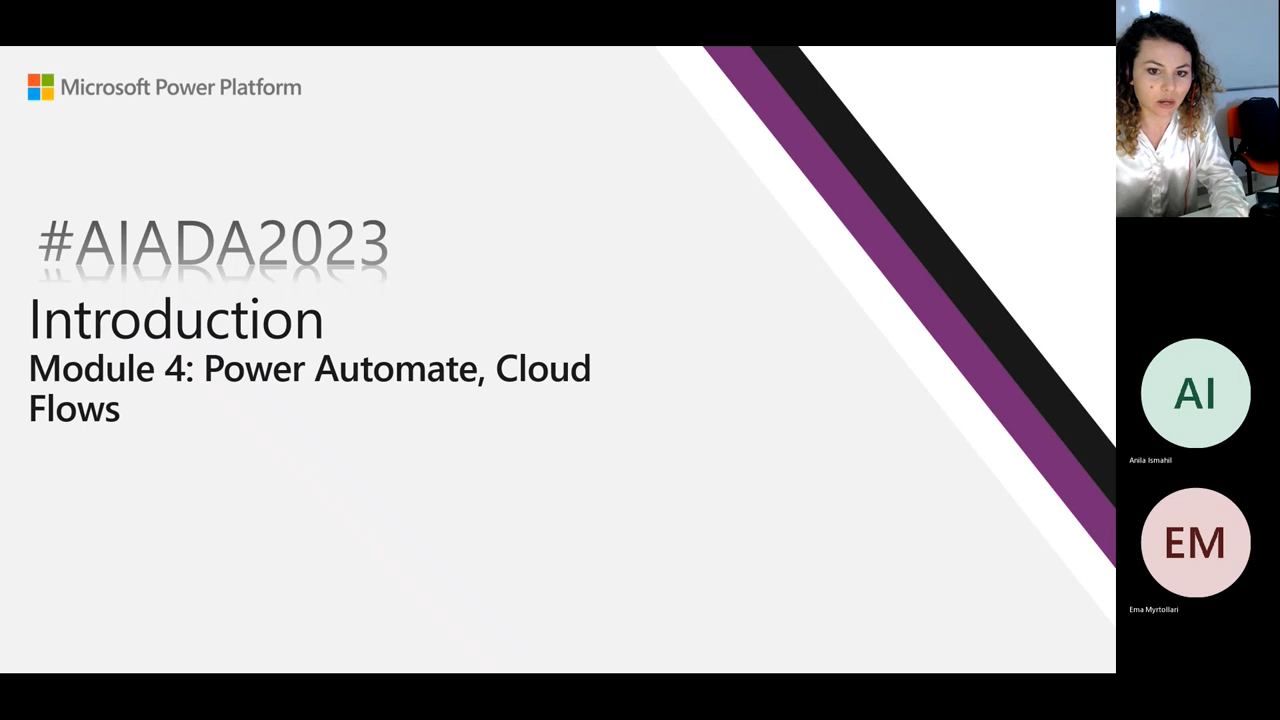 Microsoft Power Platform
#AIADA2023
Introduction
Module 4: Power Automate, Cloud
Flows
AI
Anila Ismahil
EM
Ema Myrtollari